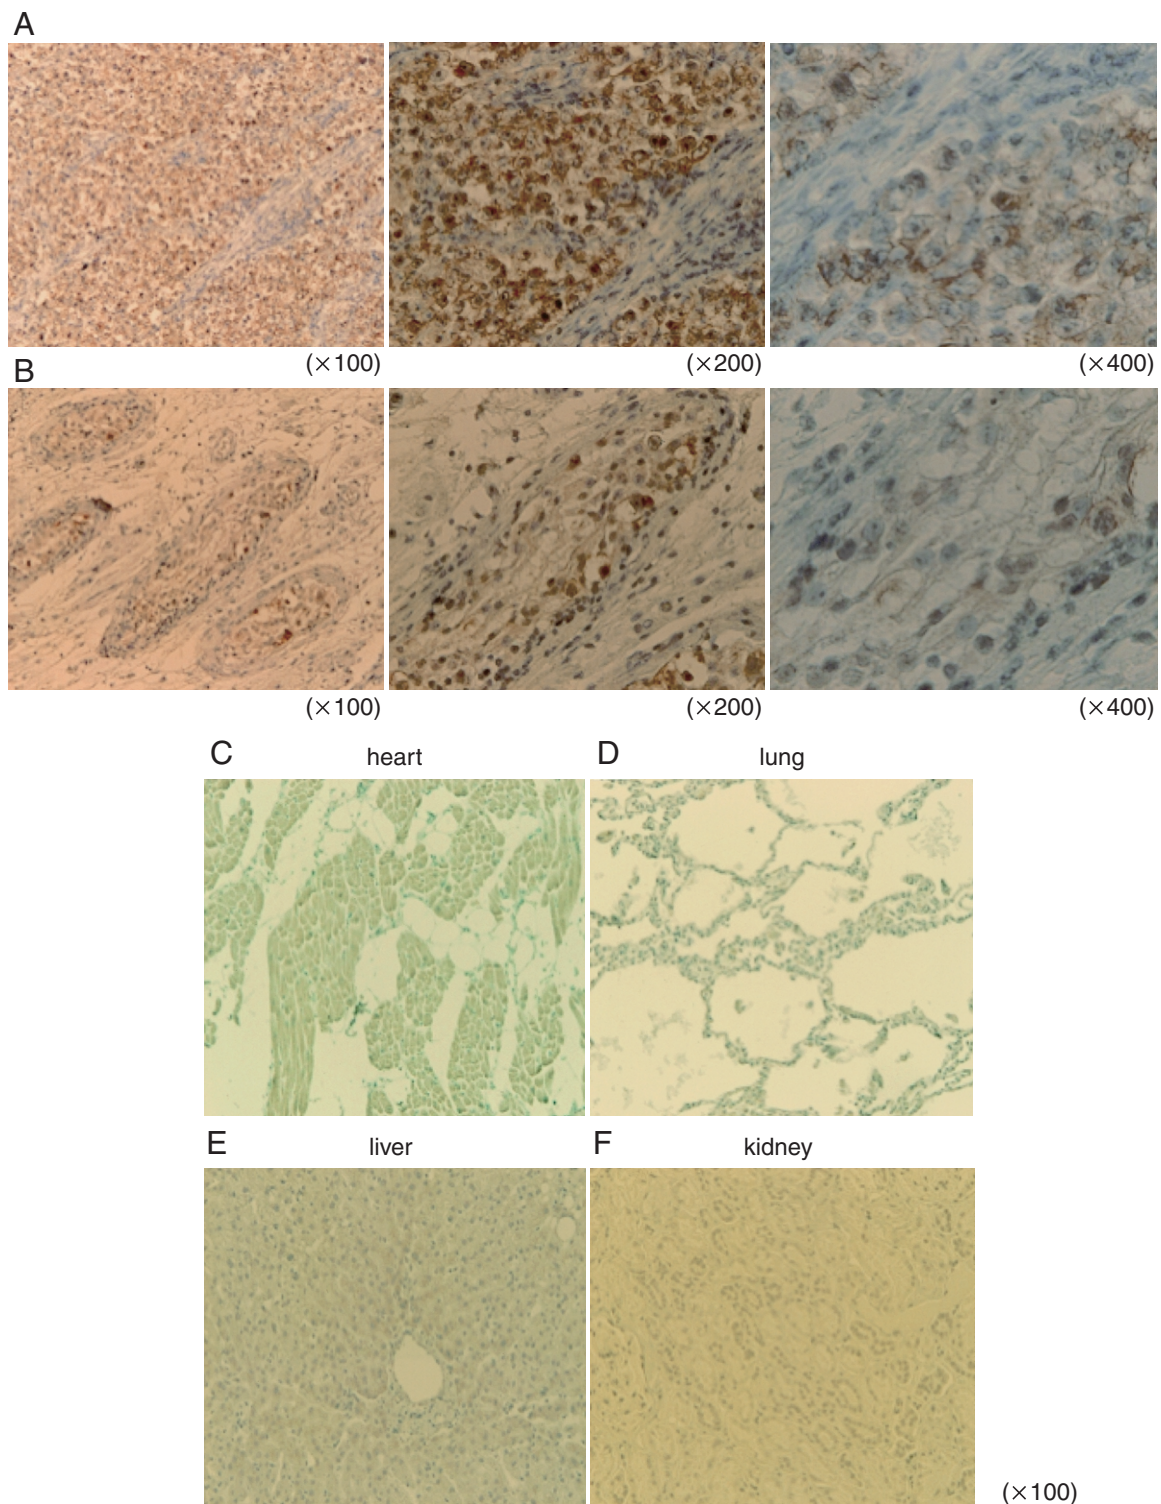 A
(×100) (×200) (×400)
B
(×100) (×200) (×400)
C heart D lung
E liver F kidney
(×100)